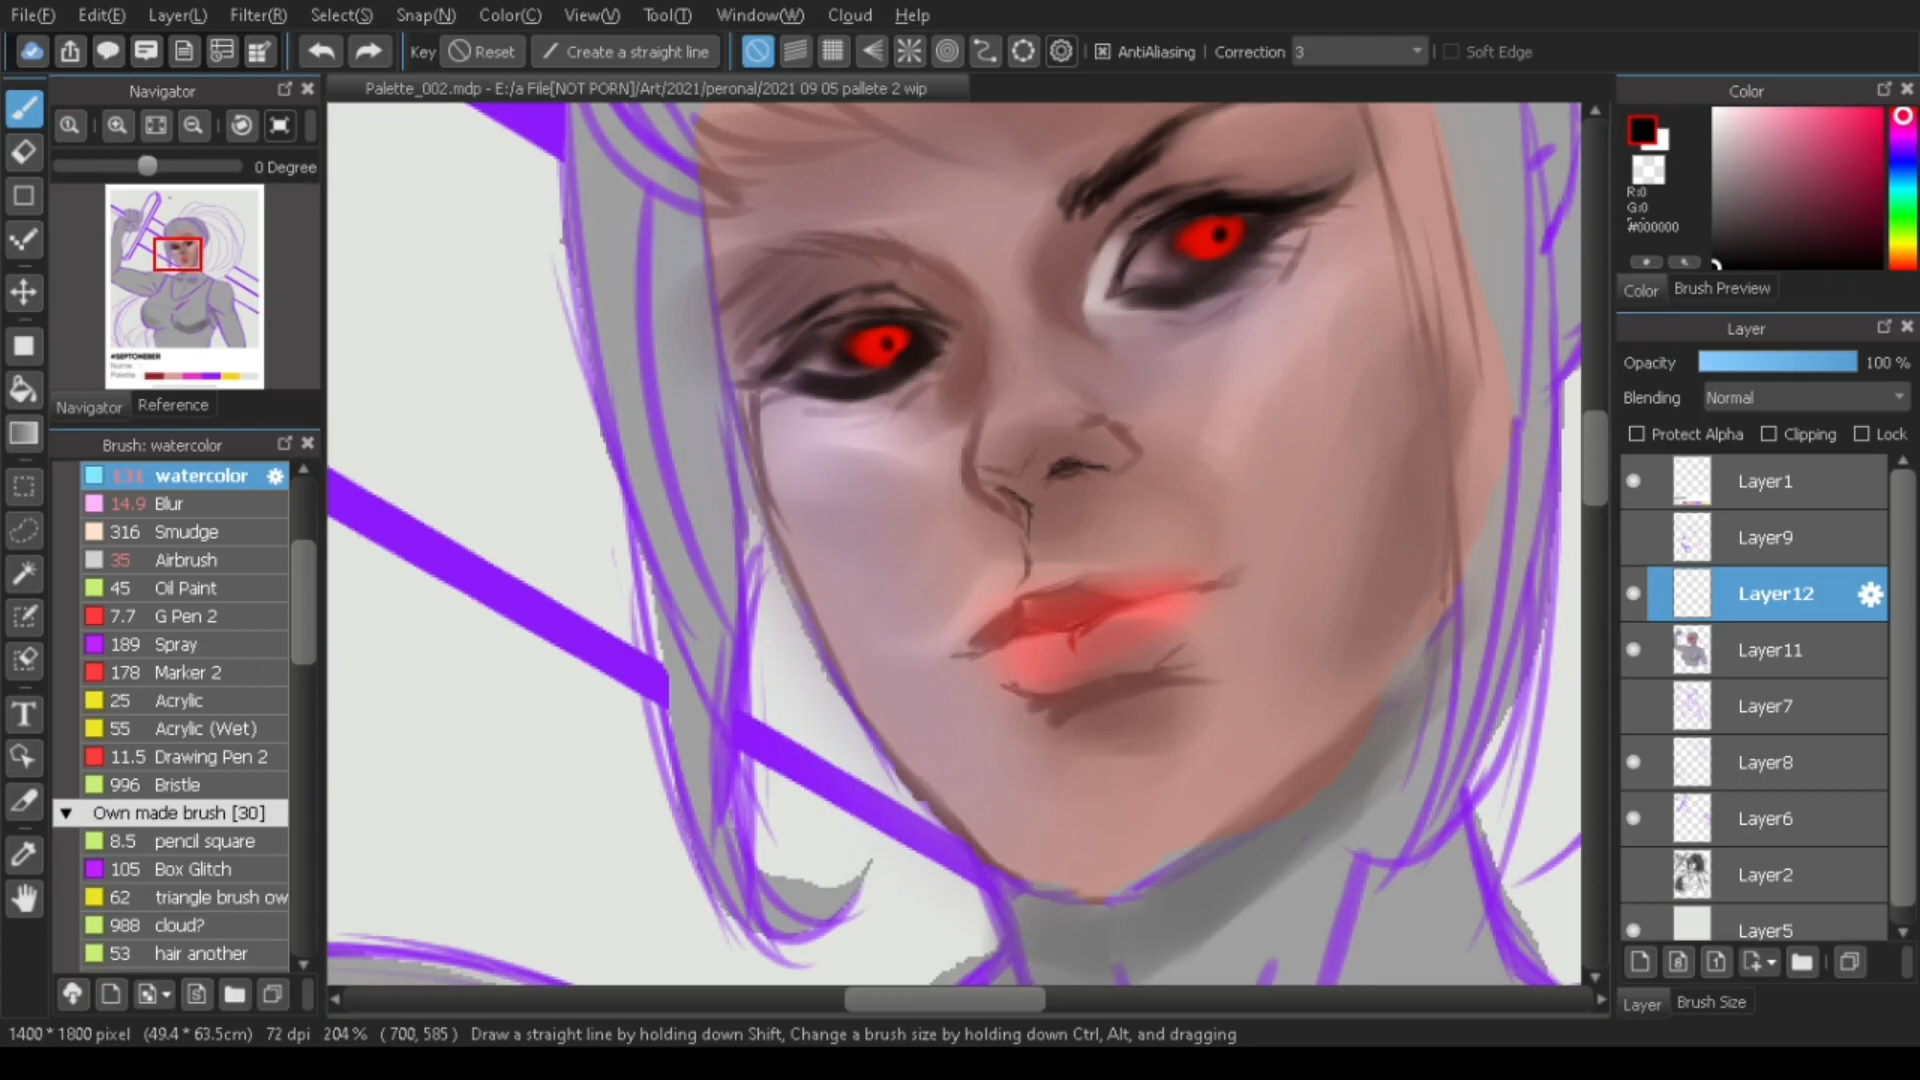 File(F) Edit(E) Layer(L) Filter(R) Select(S) Snap(N) Color(C) View(V) Tool(T) Window(W) Cloud Help
Key Reset Create a straight line AntiAliasing Correction 3 Soft Edge
Navigator
Palette_002.mdp - E:/a File[NOT PORN]/Art/2021/peronal/2021 09 05 pallete 2 wip
Color
0 Degree
R:0
G:0
#000000
#SEPTONEBER
Name
Palette
Color Brush Preview
Navigator Reference
Layer
Opacity 100 %
Blending Normal
Protect Alpha Clipping Lock
Brush: watercolor
131 watercolor
14.9 Blur
316 Smudge
35 Airbrush
45 Oil Paint
7.7 G Pen 2
189 Spray
178 Marker 2
25 Acrylic
55 Acrylic (Wet)
11.5 Drawing Pen 2
996 Bristle
Own made brush [30]
8.5 pencil square
105 Box Glitch
62 triangle brush ow
988 cloud?
53 hair another
Layer1
Layer9
Layer12
Layer11
Layer7
Layer8
Layer6
Layer2
Layer5
Layer Brush Size
1400 * 1800 pixel (49.4 * 63.5cm) 72 dpi 204 % ( 700, 585 ) Draw a straight line by holding down Shift, Change a brush size by holding down Ctrl, Alt, and dragging